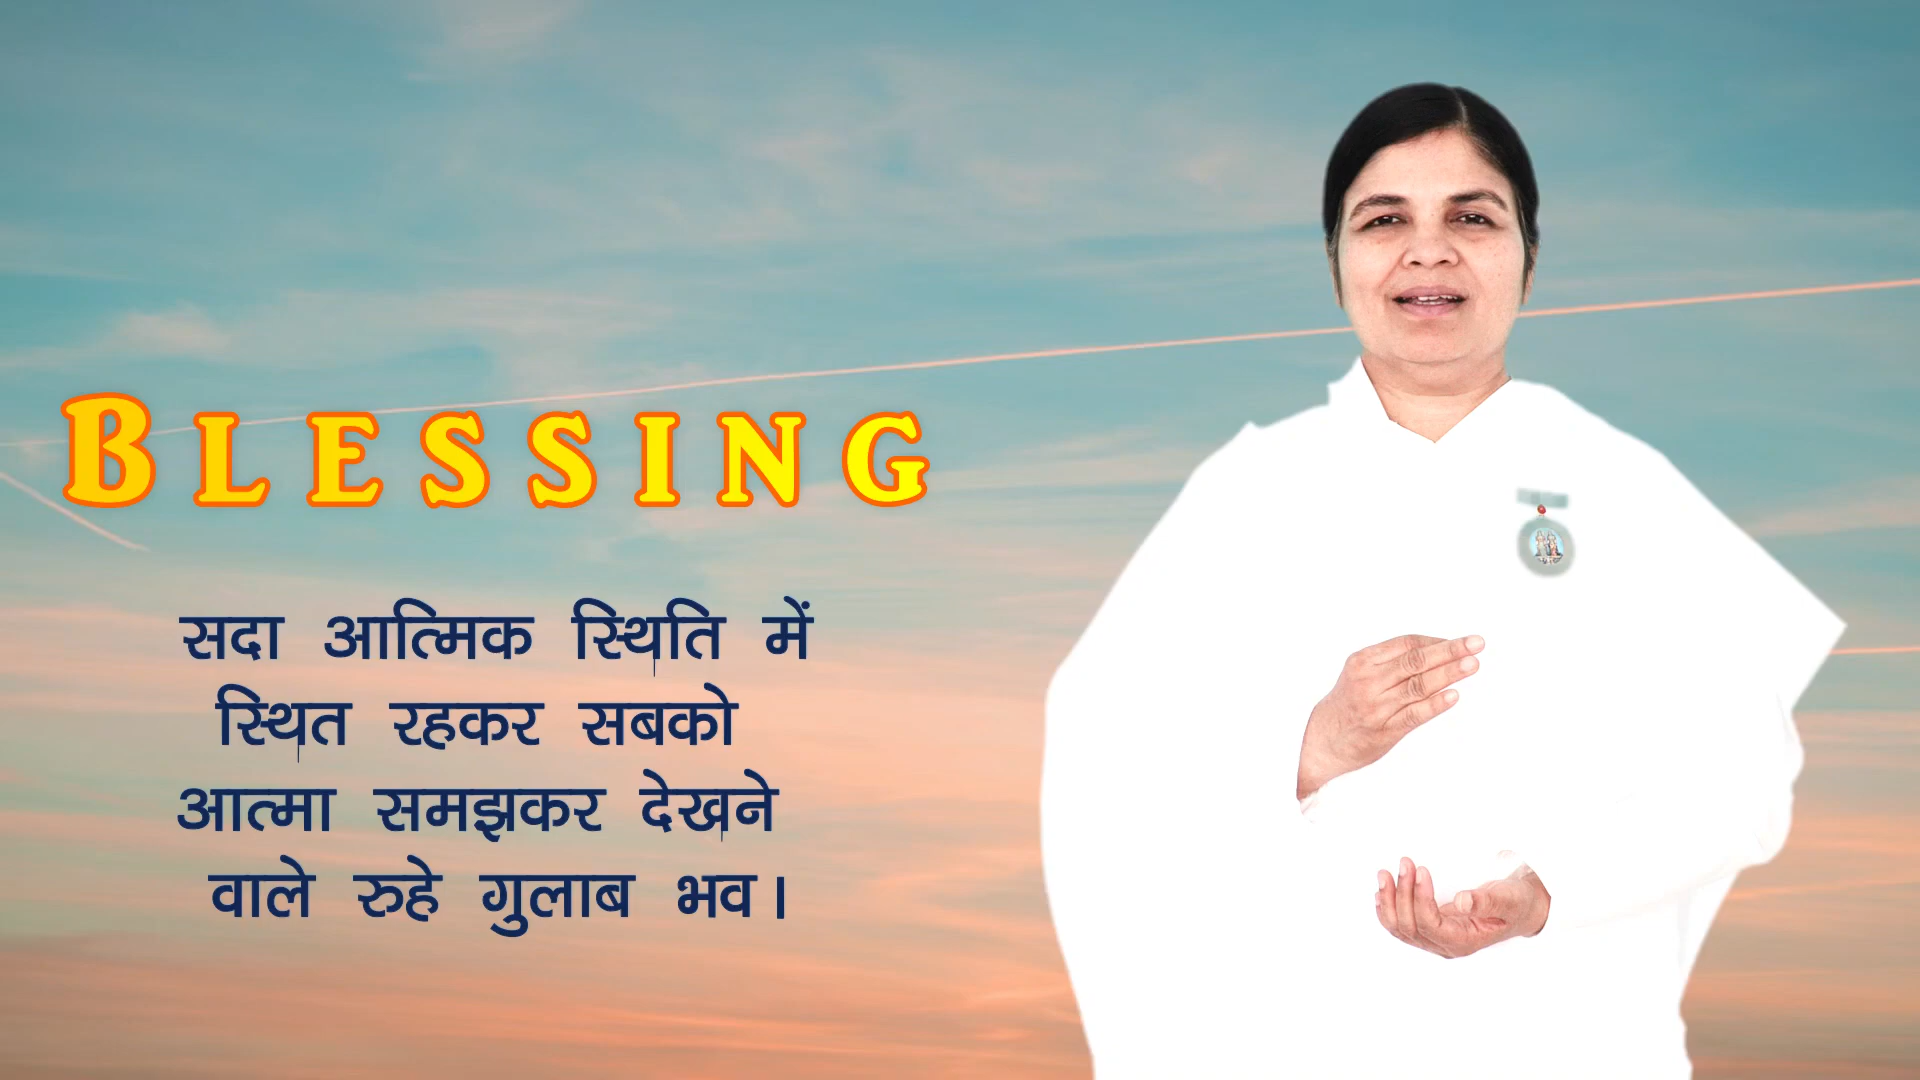 BLESSING
सदा आत्मिक स्थिति में
स्थित रहकर सबको
आत्मा समझकर देखने
वाले रुहे गुलाब भव।